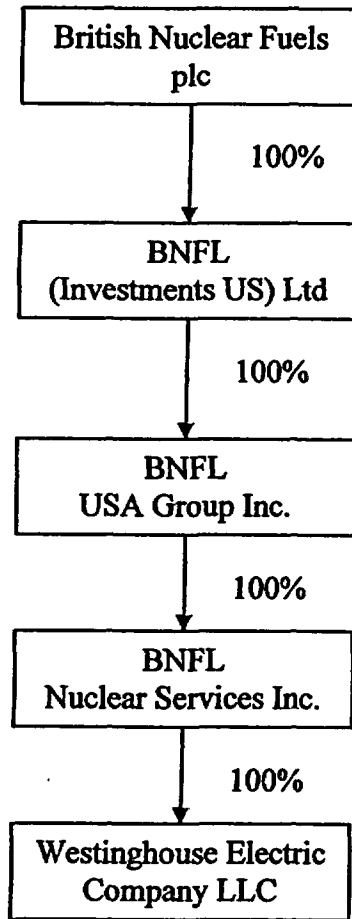 British Nuclear Fuels
plc
100%
BNFL
(Investments US) Ltd
100%
BNFL
USA Group Inc.
100%
BNFL
Nuclear Services Inc.
100%
Westinghouse Electric
Company LLC